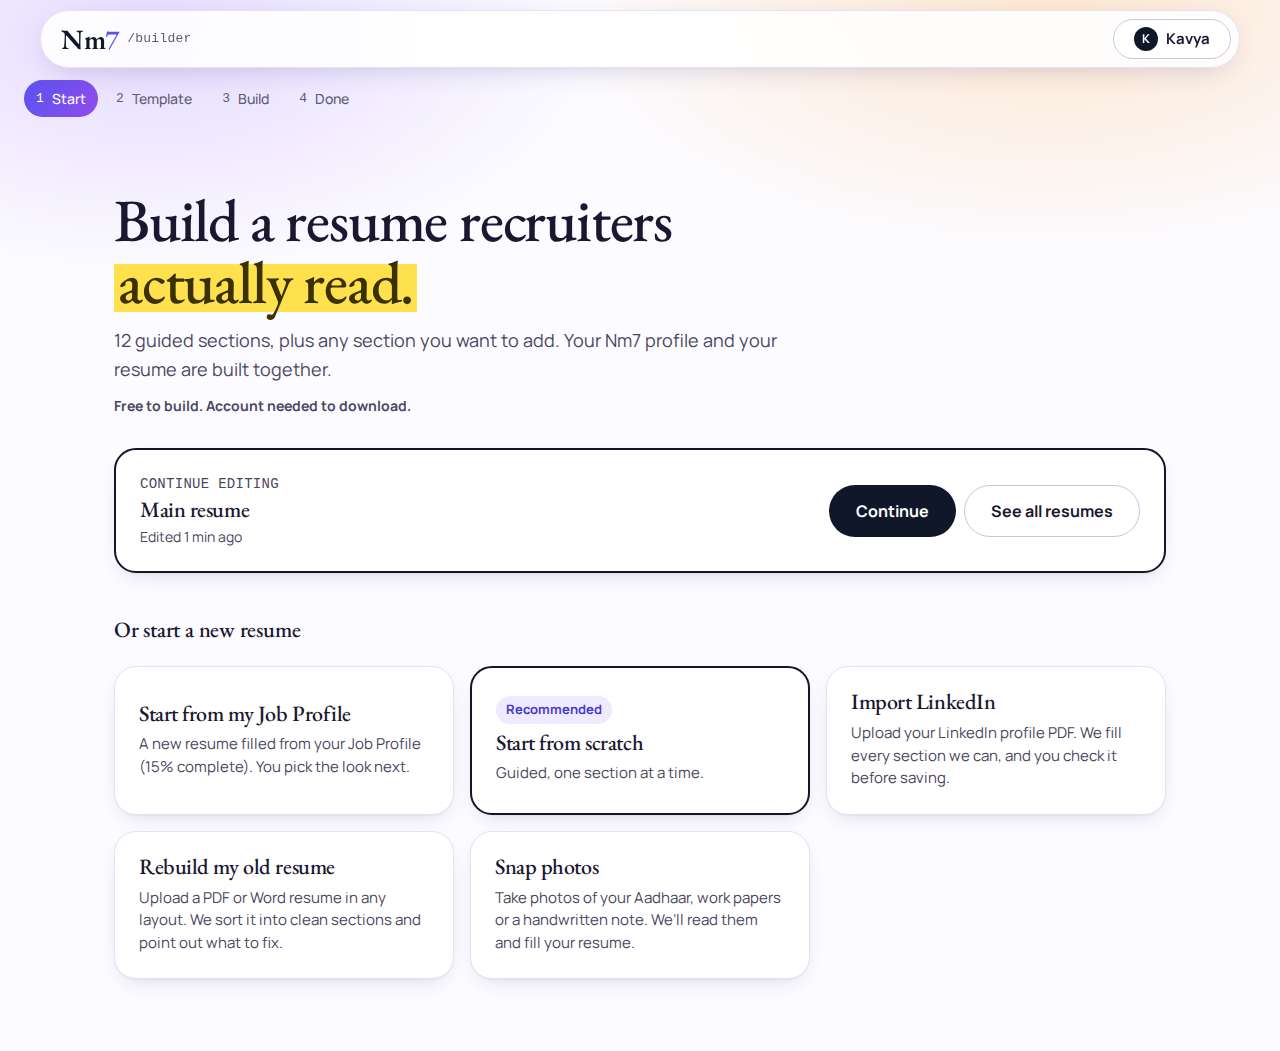 Nm7 /builder
K Kavya
1 Start 2 Template 3 Build 4 Done
Build a resume recruiters
actually read.
12 guided sections, plus any section you want to add. Your Nm7 profile and your
resume are built together.
Free to build. Account needed to download.
CONTINUE EDITING
Main resume
Edited 1 min ago
Continue
See all resumes
Or start a new resume
Start from my Job Profile
A new resume filled from your Job Profile
(15% complete). You pick the look next.
Recommended
Start from scratch
Guided, one section at a time.
Import LinkedIn
Upload your LinkedIn profile PDF. We fill
every section we can, and you check it
before saving.
Rebuild my old resume
Upload a PDF or Word resume in any
layout. We sort it into clean sections and
point out what to fix.
Snap photos
Take photos of your Aadhaar, work papers
or a handwritten note. We'll read them
and fill your resume.